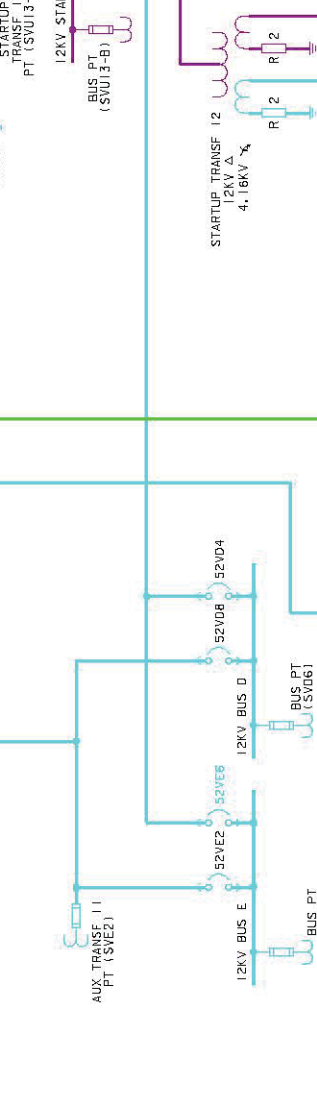 STARTUP
TRANSF 1
PT (SVU13-
12KV STA
BUS PT
(SVU13-B)
R 2
R 2
STARTUP TRANSF 12
12KV Δ
4.16KV
52VD4
52VD8
12KV BUS D
BUS PT
(SVD6)
52VE6
52VE2
12KV BUS E
BUS PT
AUX TRANSF 11
PT (SVE2)